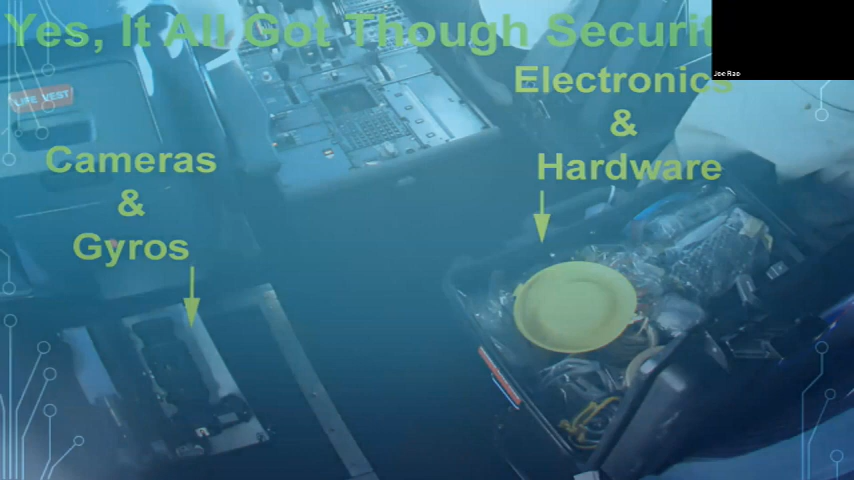 Yes, It All Got Though Securit
Joe Rao
Electronics
&
Hardware
Cameras
&
Gyros
LIFE VEST